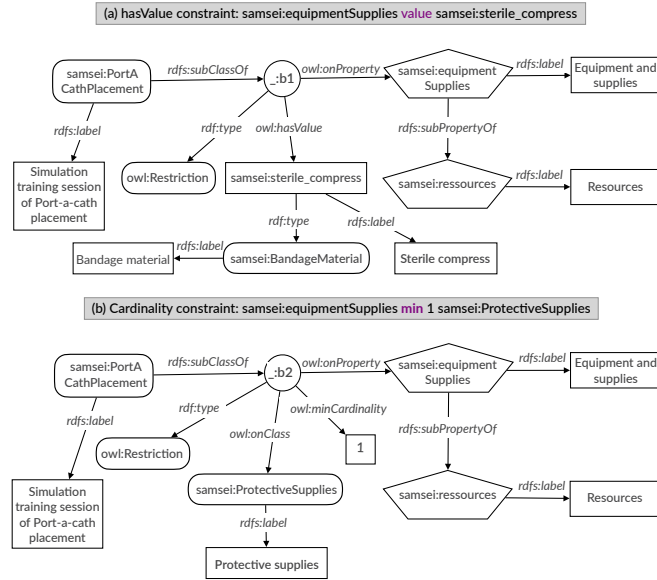 (a) hasValue constraint: samsei:equipmentSupplies value samsei:sterile_compress
samsei:PortA
CathPlacement
rdfs:subClassOf
_:b1
owl:onProperty
samsei:equipment
Supplies
rdfs:label
Equipment and
supplies
rdfs:label
rdf:type
owl:hasValue
rdfs:subPropertyOf
Simulation
training session
of Port-a-cath
placement
owl:Restriction
samsei:sterile_compress
samsei:ressources
rdfs:label
Resources
rdf:type
rdfs:label
Bandage material
rdfs:label
samsei:BandageMaterial
Sterile compress
(b) Cardinality constraint: samsei:equipmentSupplies min 1 samsei:ProtectiveSupplies
samsei:PortA
CathPlacement
rdfs:subClassOf
_:b2
owl:onProperty
samsei:equipment
Supplies
rdfs:label
Equipment and
supplies
rdfs:label
rdf:type
owl:minCardinality
owl:onClass
rdfs:subPropertyOf
owl:Restriction
1
Simulation
training session
of Port-a-cath
placement
samsei:ProtectiveSupplies
samsei:ressources
rdfs:label
Resources
rdfs:label
Protective supplies